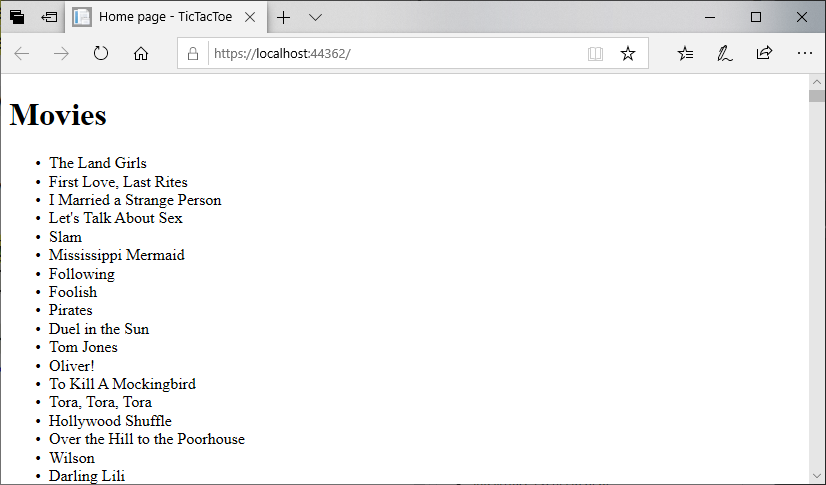 Home page - TicTacToe
https://localhost:44362/
Movies
• The Land Girls
• First Love, Last Rites
• I Married a Strange Person
• Let's Talk About Sex
• Slam
• Mississippi Mermaid
• Following
• Foolish
• Pirates
• Duel in the Sun
• Tom Jones
• Oliver!
• To Kill A Mockingbird
• Tora, Tora, Tora
• Hollywood Shuffle
• Over the Hill to the Poorhouse
• Wilson
• Darling Lili